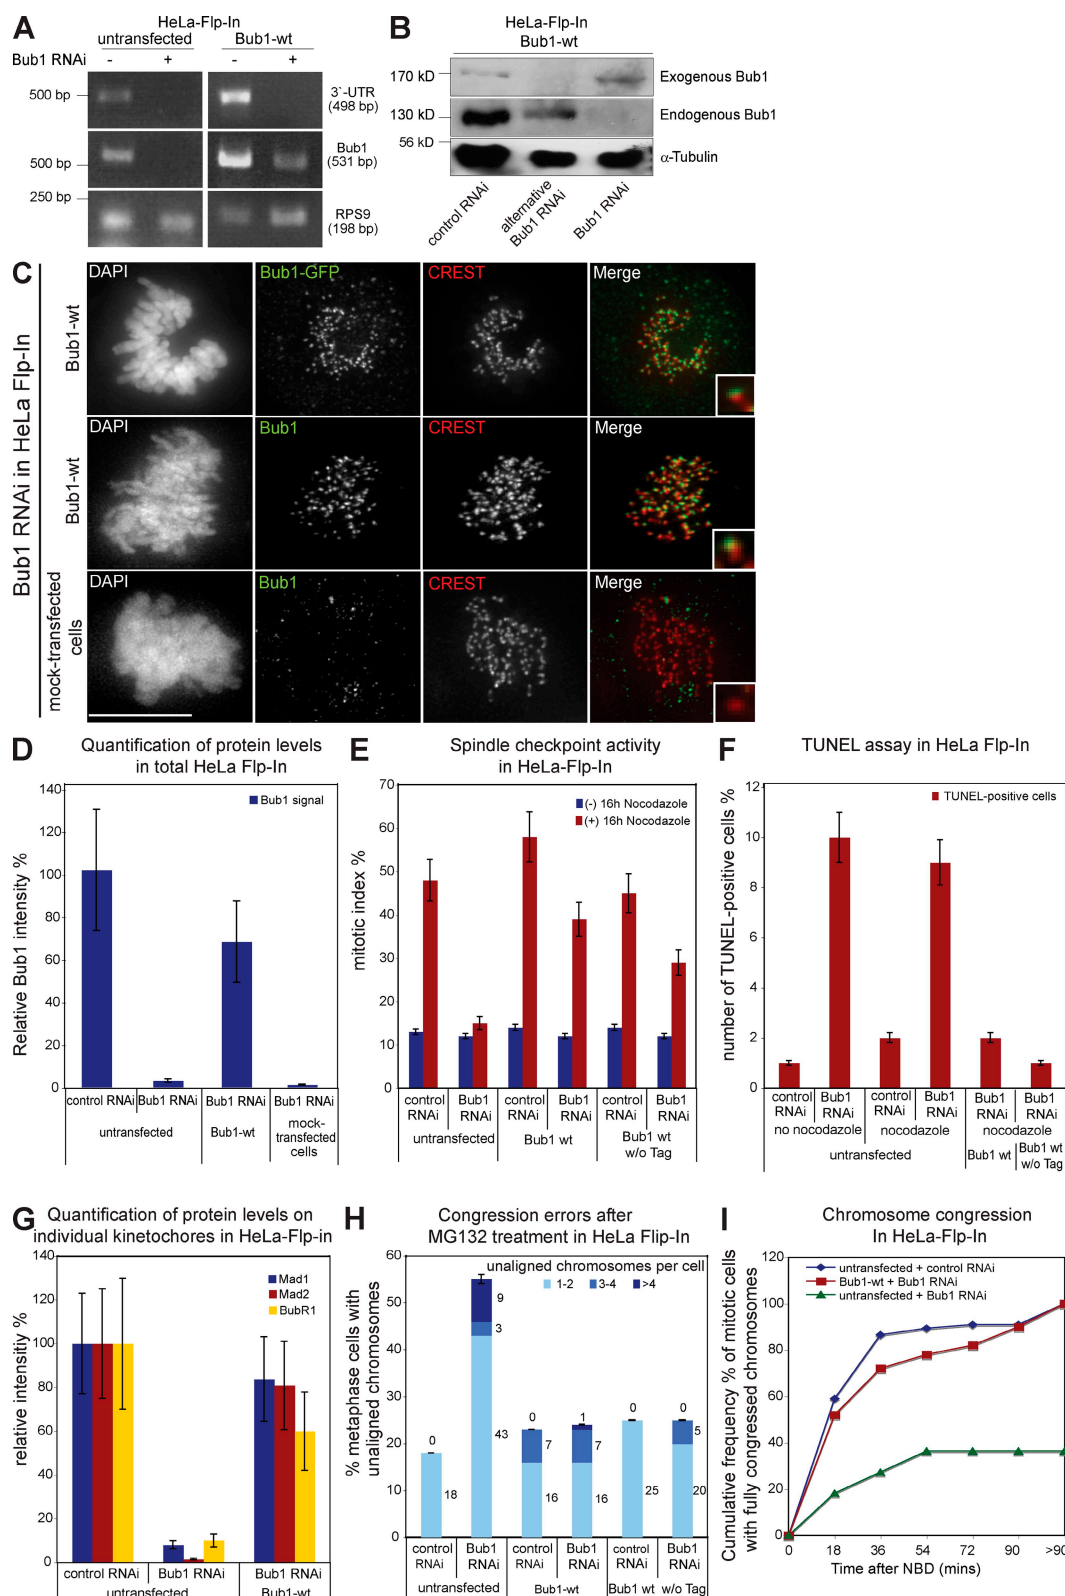 A
HeLa-Flp-In
untransfected Bub1-wt
Bub1 RNAi - + - +
500 bp
3`-UTR
(498 bp)
500 bp
Bub1
(531 bp)
250 bp
RPS9
(198 bp)
B
HeLa-Flp-In
Bub1-wt
170 kD
Exogenous Bub1
130 kD
Endogenous Bub1
56 kD
α-Tubulin
control RNAi
alternative
Bub1 RNAi
Bub1 RNAi
C
Bub1 RNAi in HeLa Flp-In
Bub1-wt
DAPI Bub1-GFP CREST Merge
Bub1-wt
DAPI Bub1 CREST Merge
mock-transfected
cells
DAPI Bub1 CREST Merge
D
Quantification of protein levels
in total HeLa Flp-In
Relative Bub1 intensity %
140
120
100
80
60
40
20
0
Bub1 signal
control RNAi Bub1 RNAi Bub1 RNAi Bub1 RNAi
untransfected Bub1-wt mock-
transfected
cells
E
Spindle checkpoint activity
in HeLa-Flp-In
mitotic index %
70
60
50
40
30
20
10
0
(-) 16h Nocodazole
(+) 16h Nocodazole
control Bub1 control Bub1 control Bub1
RNAi RNAi RNAi RNAi RNAi RNAi
untransfected Bub1 wt Bub1 wt
w/o Tag
F
TUNEL assay in HeLa Flp-In
number of TUNEL-positive cells %
12
10
8
6
4
2
0
TUNEL-positive cells
control
RNAi
Bub1
RNAi
control
RNAi
Bub1
RNAi
Bub1
RNAi
Bub1
RNAi
no nocodazole nocodazole nocodazole
untransfected Bub1 wt Bub1 wt
w/o Tag
G
Quantification of protein levels on
individual kinetochores in HeLa-Flp-in
relative intensitiy %
140
120
100
80
60
40
20
0
Mad1
Mad2
BubR1
control RNAi Bub1 RNAi Bub1 RNAi
untransfected Bub1-wt
H
Congression errors after
MG132 treatment in HeLa Flip-In
% metaphase cells with
unaligned chromosomes
60
50
40
30
20
10
0
unaligned chromosomes per cell
1-2 3-4 >4
0
18
9
3
43
0
7
16
1
7
16
0
25
0
5
20
control Bub1 control Bub1 control Bub1
RNAi RNAi RNAi RNAi RNAi RNAi
untransfected Bub1-wt Bub1 wt w/o Tag
I
Chromosome congression
In HeLa-Flp-In
Cumulative frequency % of mitotic cells
with fully congressed chromosomes
120
100
80
60
40
20
0
untransfected + control RNAi
Bub1-wt + Bub1 RNAi
untransfected + Bub1 RNAi
0 18 36 54 72 90 >90
Time after NBD (mins)